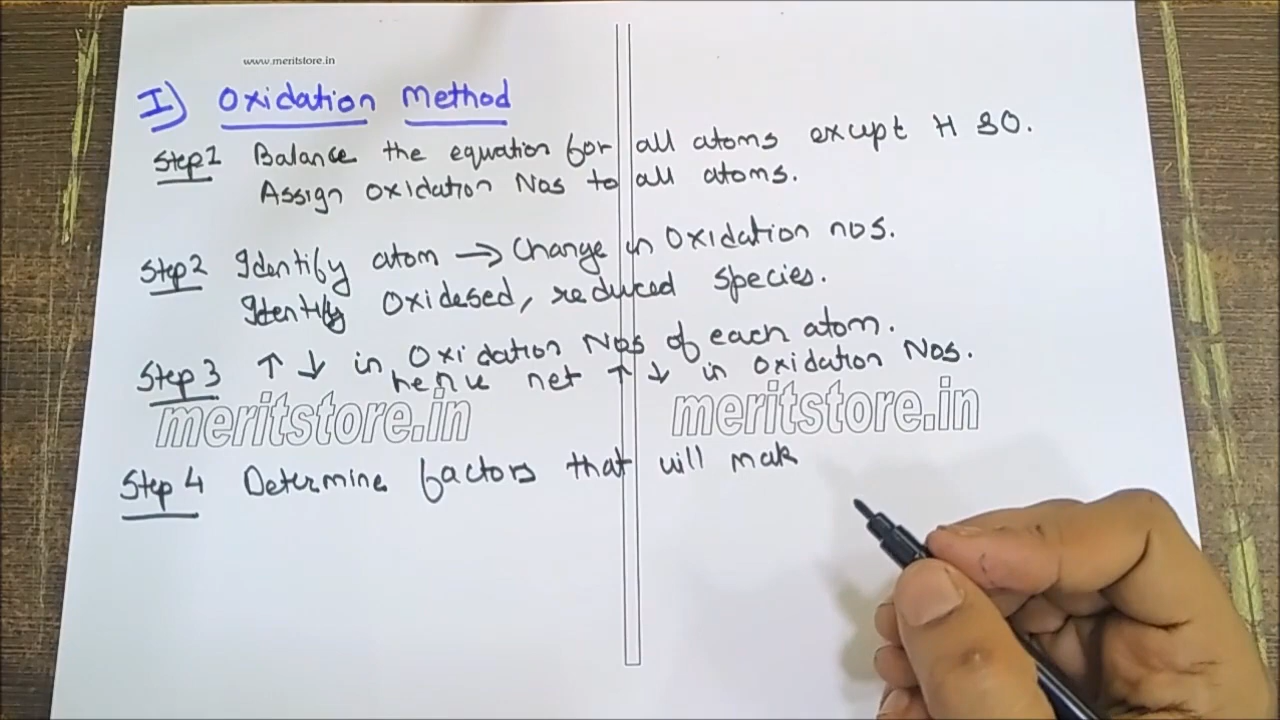 www.meritstore.in
I) Oxidation Method
Step1 Balance the equation for all atoms except H & O.
Assign Oxidation Nos to all atoms.
Step2 Identify atom → Change in Oxidation nos.
Identify Oxidesed, reduced species.
Step 3 ↑ ↓ in Oxidation Nos of each atom.
hence net ↑ ↓ in Oxidation Nos.
meritstore.in meritstore.in
Step 4 Determine factors that will mak